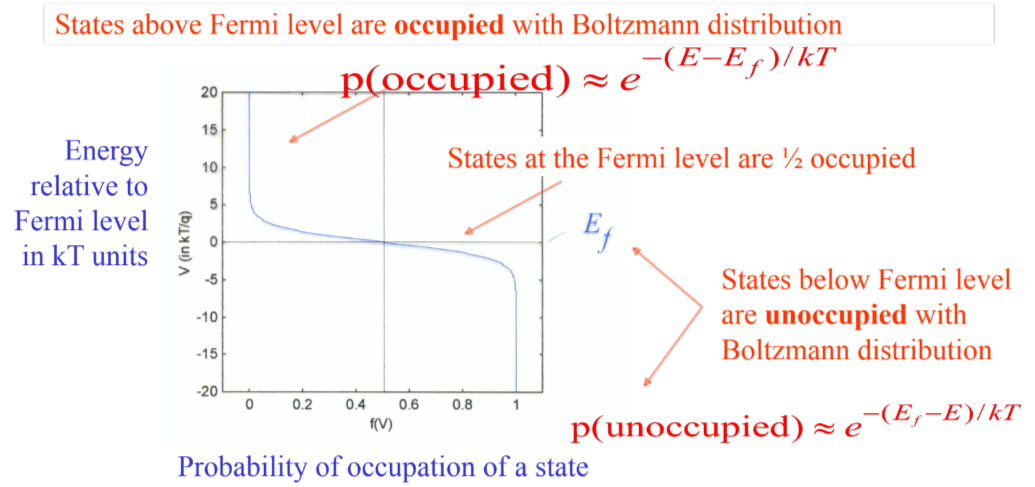 States above Fermi level are occupied with Boltzmann distribution
p(occupied) ≈ e^{-(E-E_f)/kT}
Energy
relative to
Fermi level
in kT units
20
15
10
5
0
-5
-10
-15
-20
V (in kT/q)
States at the Fermi level are ½ occupied
E_f
States below Fermi level
are unoccupied with
Boltzmann distribution
0 0.2 0.4 0.6 0.8 1
f(V)
p(unoccupied) ≈ e^{-(E_f-E)/kT}
Probability of occupation of a state